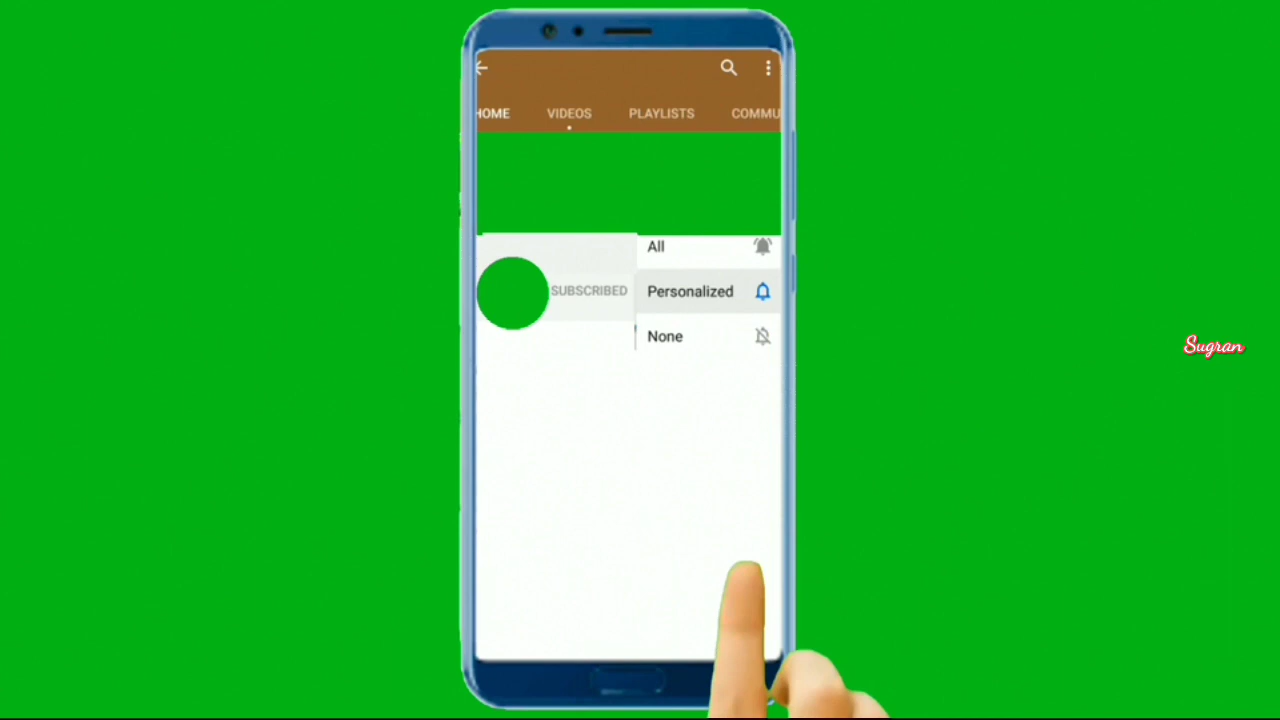 HOME VIDEOS PLAYLISTS COMMU
All
SUBSCRIBED Personalized
None
Sugran